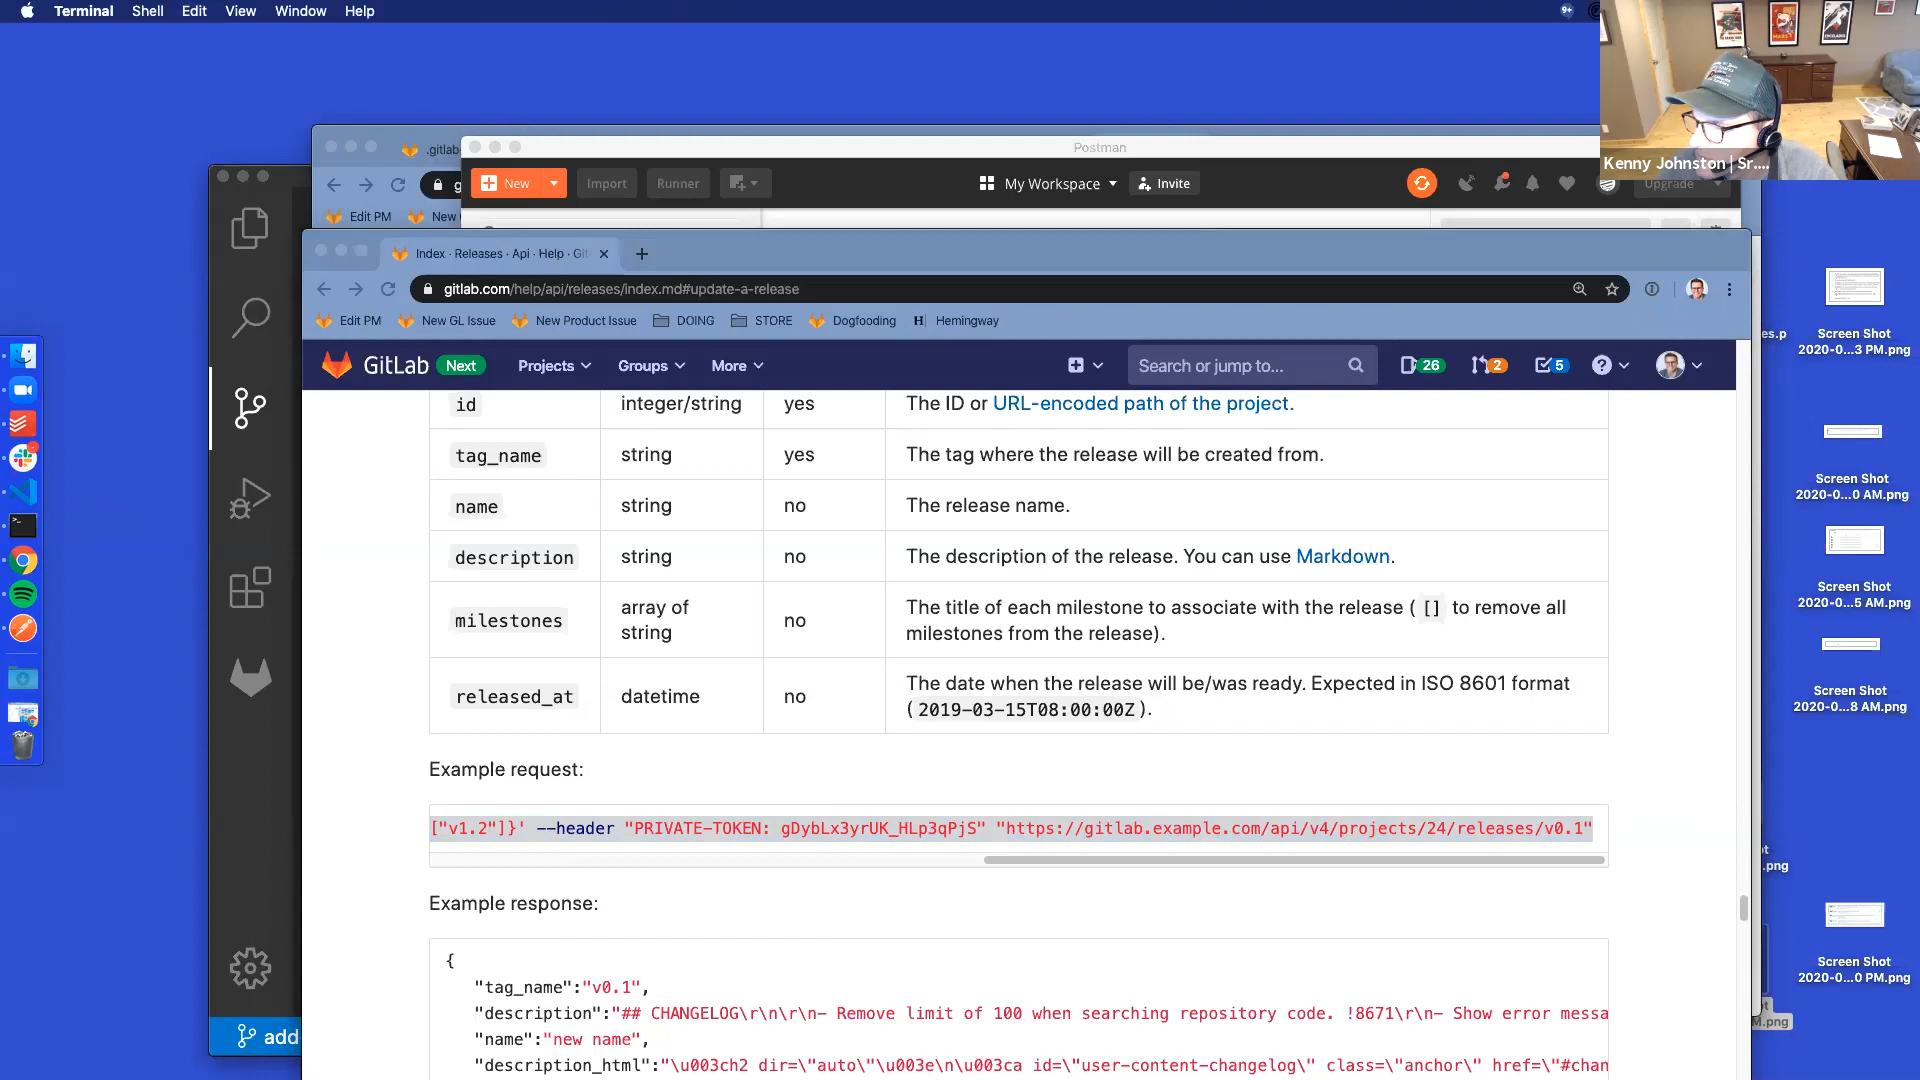 Terminal Shell Edit View Window Help
9+
Kenny Johnston | Sr....
.gitlab
Postman
New Import Runner My Workspace Invite Upgrade
g
Edit PM New
Index · Releases · Api · Help · Git
gitlab.com/help/api/releases/index.md#update-a-release
Edit PM New GL Issue New Product Issue DOING STORE Dogfooding H Hemingway
GitLab Next Projects Groups More Search or jump to... 26 2 5
id integer/string yes The ID or URL-encoded path of the project.
tag_name string yes The tag where the release will be created from.
name string no The release name.
description string no The description of the release. You can use Markdown.
milestones array of string no The title of each milestone to associate with the release ( [] to remove all
milestones from the release).
released_at datetime no The date when the release will be/was ready. Expected in ISO 8601 format
( 2019-03-15T08:00:00Z ).
Example request:
["v1.2"]}' --header "PRIVATE-TOKEN: gDybLx3yrUK_HLp3qPjS" "https://gitlab.example.com/api/v4/projects/24/releases/v0.1"
Example response:
{
"tag_name":"v0.1",
"description":"## CHANGELOG\r\n\r\n- Remove limit of 100 when searching repository code. !8671\r\n- Show error messa
"name":"new name",
"description_html":"\u003ch2 dir=\"auto\"\u003e\n\u003ca id=\"user-content-changelog\" class=\"anchor\" href=\"#chan
add-
es.p
Screen Shot
2020-0...3 PM.png
Screen Shot
2020-0...0 AM.png
Screen Shot
2020-0...5 AM.png
Screen Shot
2020-0...8 AM.png
ot
.png
Screen Shot
2020-0...0 PM.png
ot
M.png